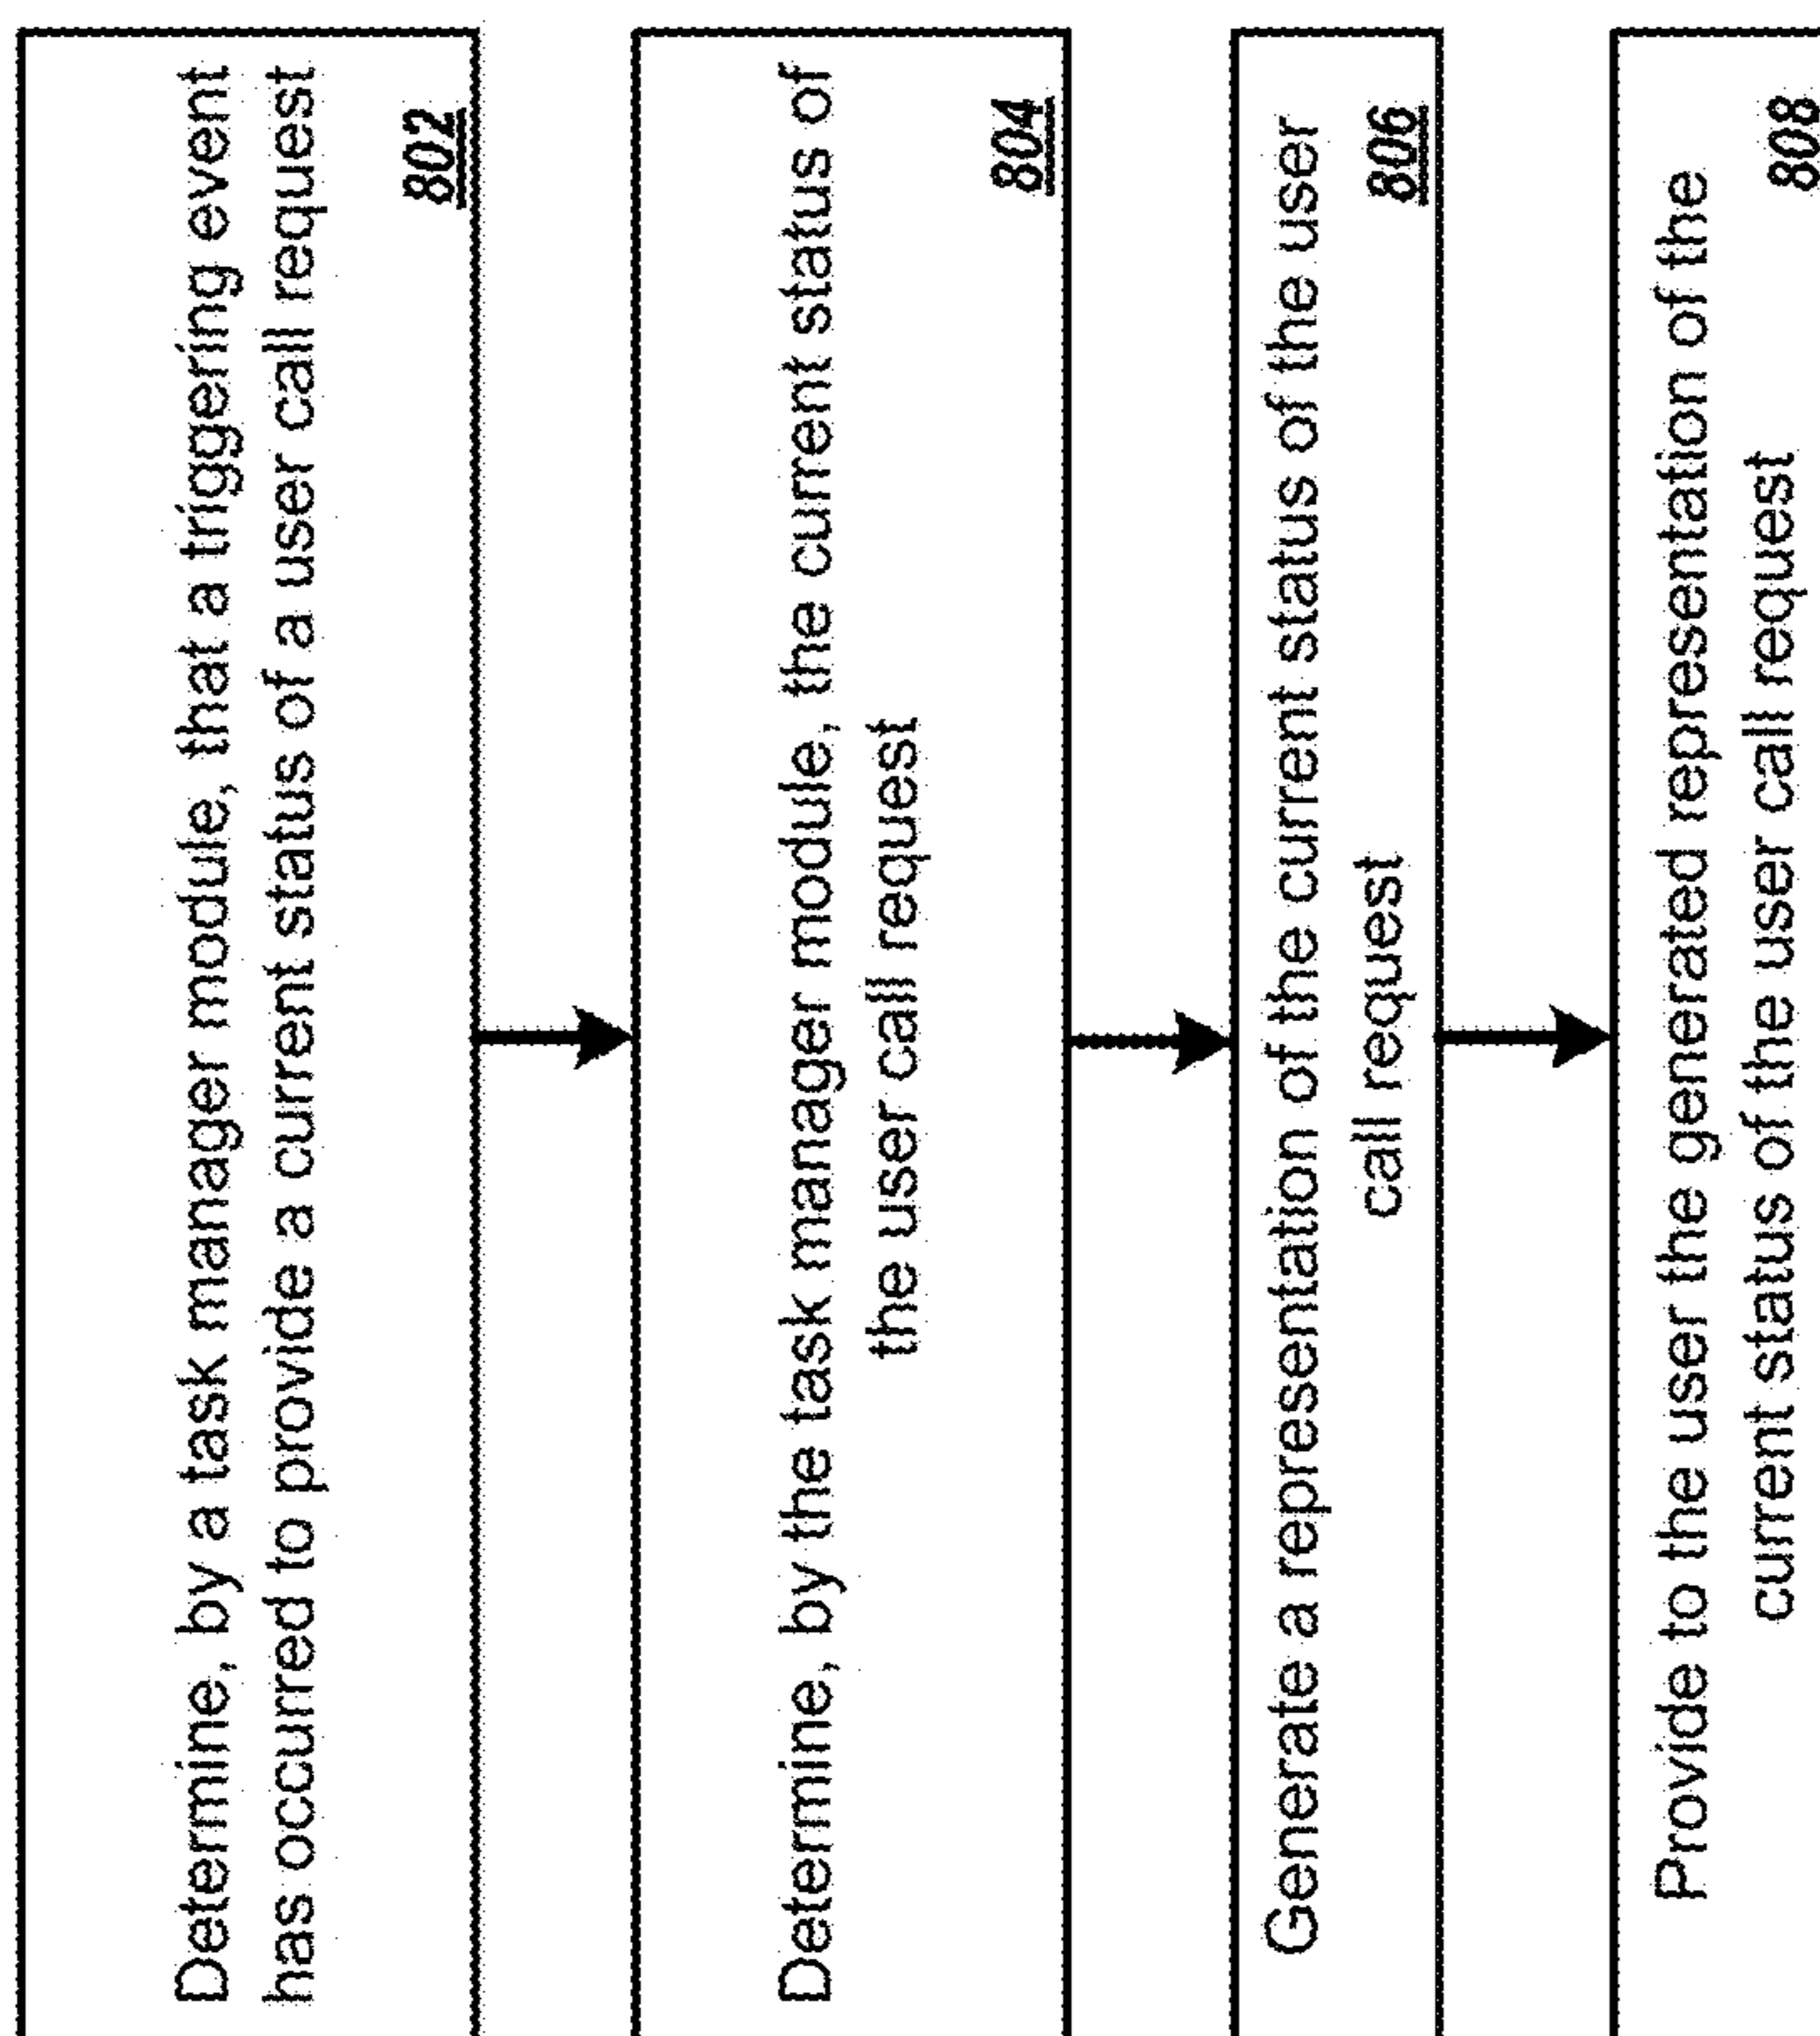 Determine, by a task manager module, that a triggering event
has occurred to provide a current status of a user call request
802
Determine, by the task manager module, the current status of
the user call request
804
Generate a representation of the current status of the user
call request
806
Provide to the user the generated representation of the
current status of the user call request
808